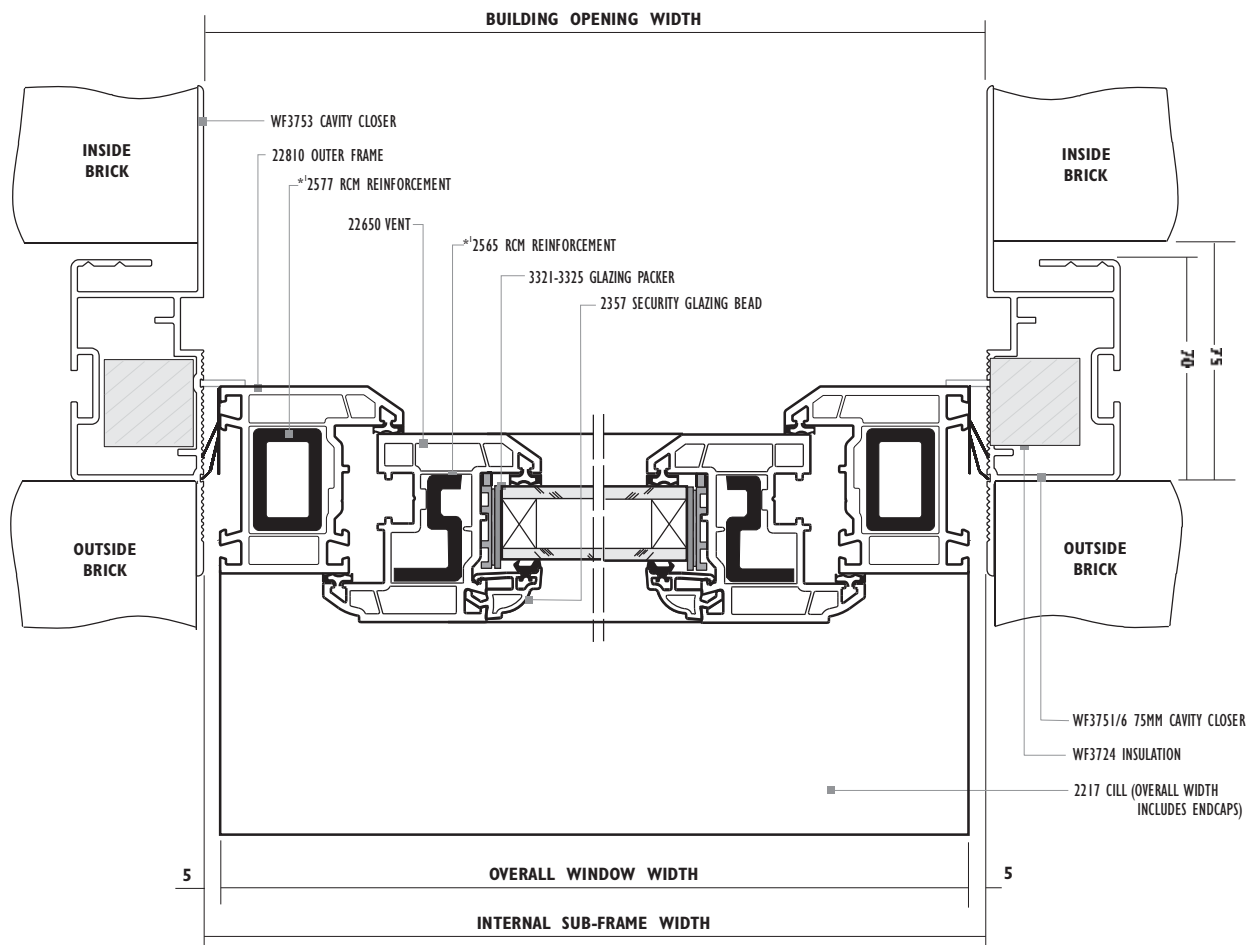 BUILDING OPENING WIDTH
WF3753 CAVITY CLOSER
INSIDE
BRICK
INSIDE
BRICK
22810 OUTER FRAME
*¹2577 RCM REINFORCEMENT
22650 VENT
*¹2565 RCM REINFORCEMENT
3321-3325 GLAZING PACKER
2357 SECURITY GLAZING BEAD
70
75
OUTSIDE
BRICK
OUTSIDE
BRICK
WF3751/6 75MM CAVITY CLOSER
WF3724 INSULATION
2217 CILL (OVERALL WIDTH
INCLUDES ENDCAPS)
5
OVERALL WINDOW WIDTH
5
INTERNAL SUB-FRAME WIDTH